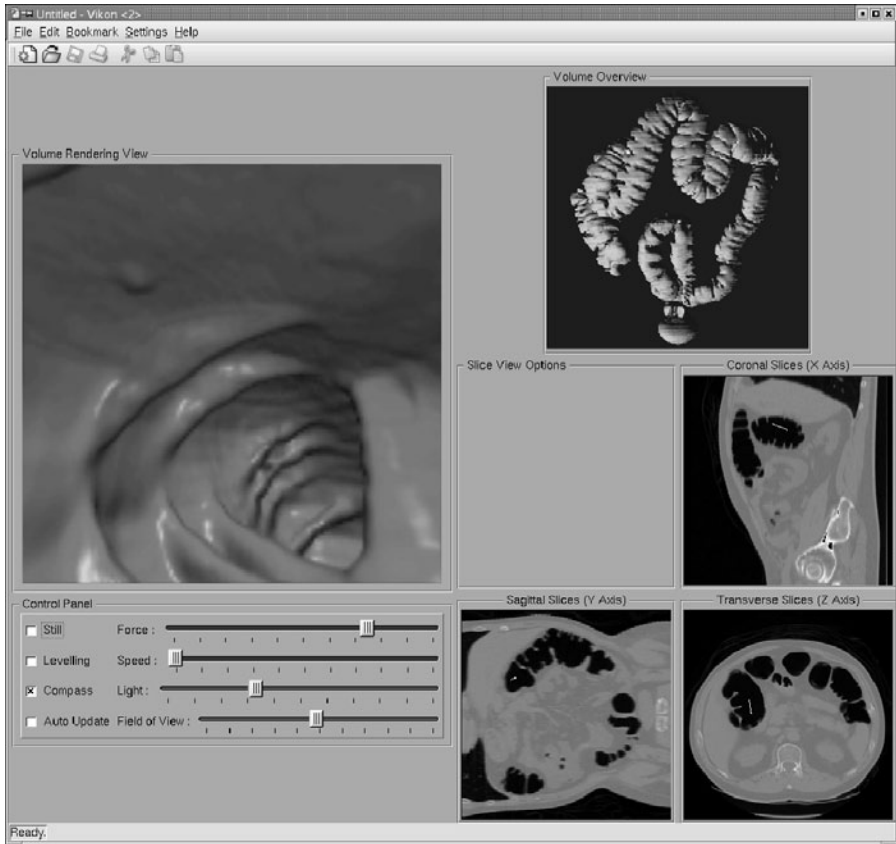 Untitled - Vikon <2>
File Edit Bookmark Settings Help
Volume Overview
Volume Rendering View
Slice View Options
Coronal Slices (X Axis)
Control Panel
Still Force :
Levelling Speed :
Compass Light :
Auto Update Field of View :
Sagittal Slices (Y Axis)
Transverse Slices (Z Axis)
Ready.